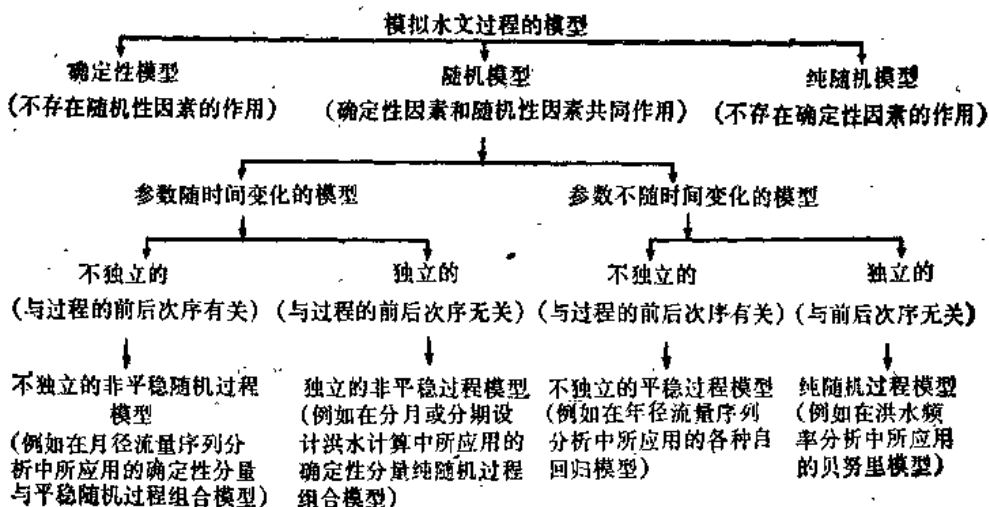 模拟水文过程的模型
确定性模型
(不存在随机性因素的作用)
随机模型
(确定性因素和随机性因素共同作用)
纯随机模型
(不存在确定性因素的作用)
参数随时间变化的模型
参数不随时间变化的模型
不独立的
(与过程的前后次序有关)
独立的
(与过程的前后次序无关)
不独立的
(与过程的前后次序有关)
独立的
(与前后次序无关)
不独立的非平稳随机过程
模型
(例如在月径流量序列分
析中所应用的确定性分量
与平稳随机过程组合模型)
独立的非平稳过程模型
(例如在分月或分期设
计洪水计算中所应用的
确定性分量纯随机过程
组合模型)
不独立的平稳过程模型
(例如在年径流量序列
分析中所应用的各种自
回归模型)
纯随机过程模型
(例如在洪水频
率分析中所应用
的贝努里模型)